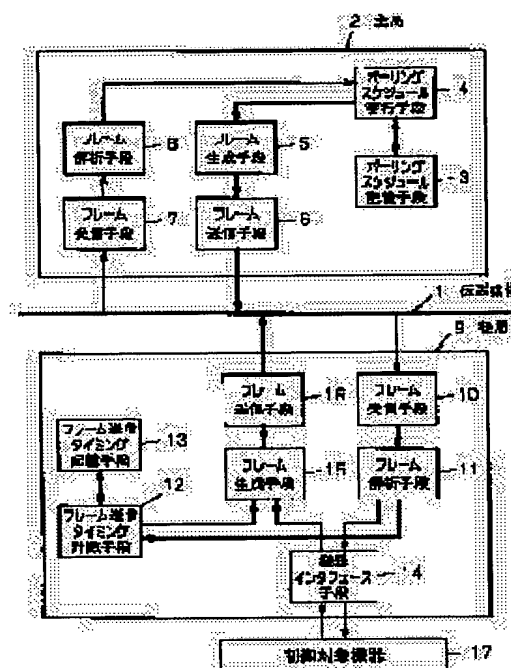 2 主局
ポーリング
スケジュール
実行手段
4
フレーム
解析手段
8
フレーム
生成手段
5
ポーリング
スケジュール
記憶手段
3
フレーム
受信手段
7
フレーム
送信手段
6
1
9 従局
フレーム
送信手段
16
フレーム
受信手段
10
フレーム送信
タイミング
記憶手段
13
フレーム
生成手段
15
フレーム
解析手段
11
フレーム送信
タイミング
計数手段
12
機器
インタフェース
手段
14
制御対象機器
17